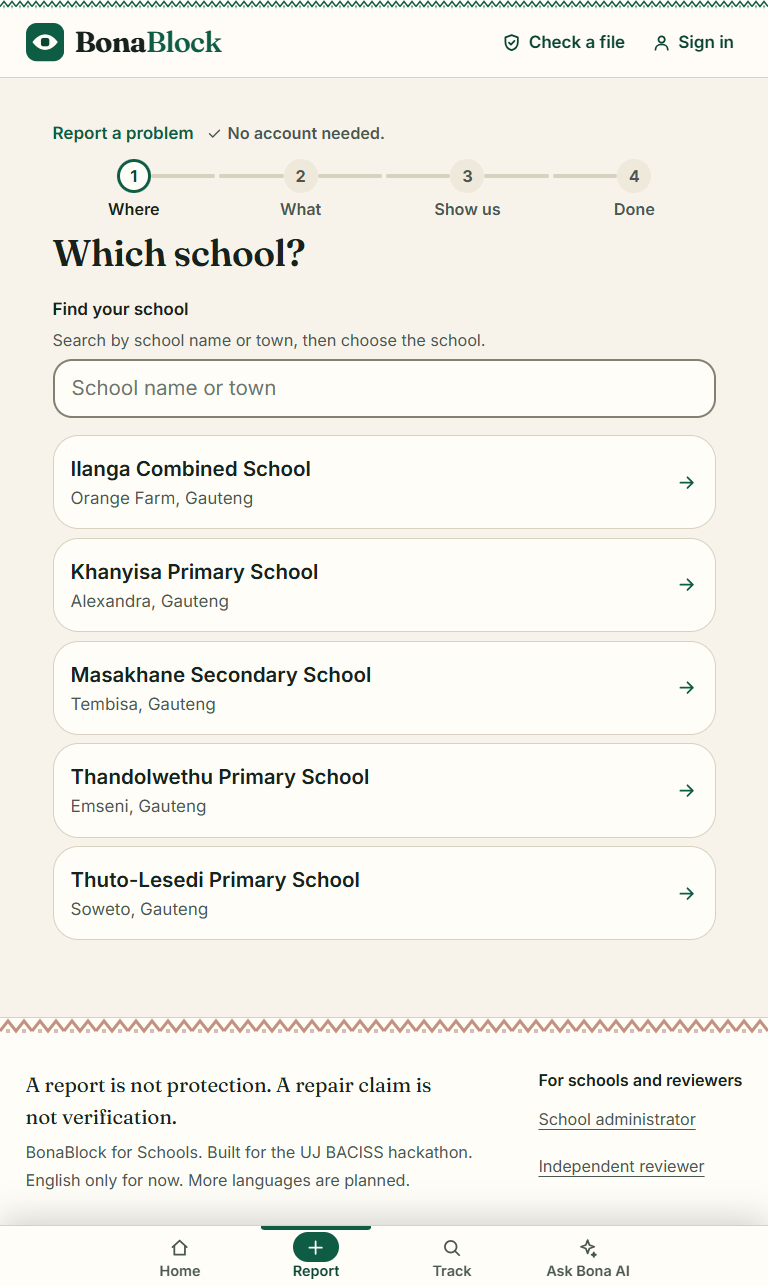 BonaBlock
Check a file
Sign in
Report a problem
No account needed.
1
2
3
4
Where
What
Show us
Done
Which school?
Find your school
Search by school name or town, then choose the school.
School name or town
Ilanga Combined School
Orange Farm, Gauteng
Khanyisa Primary School
Alexandra, Gauteng
Masakhane Secondary School
Tembisa, Gauteng
Thandolwethu Primary School
Emseni, Gauteng
Thuto-Lesedi Primary School
Soweto, Gauteng
A report is not protection. A repair claim is
not verification.
BonaBlock for Schools. Built for the UJ BACISS hackathon.
English only for now. More languages are planned.
For schools and reviewers
School administrator
Independent reviewer
Home
Report
Track
Ask Bona AI